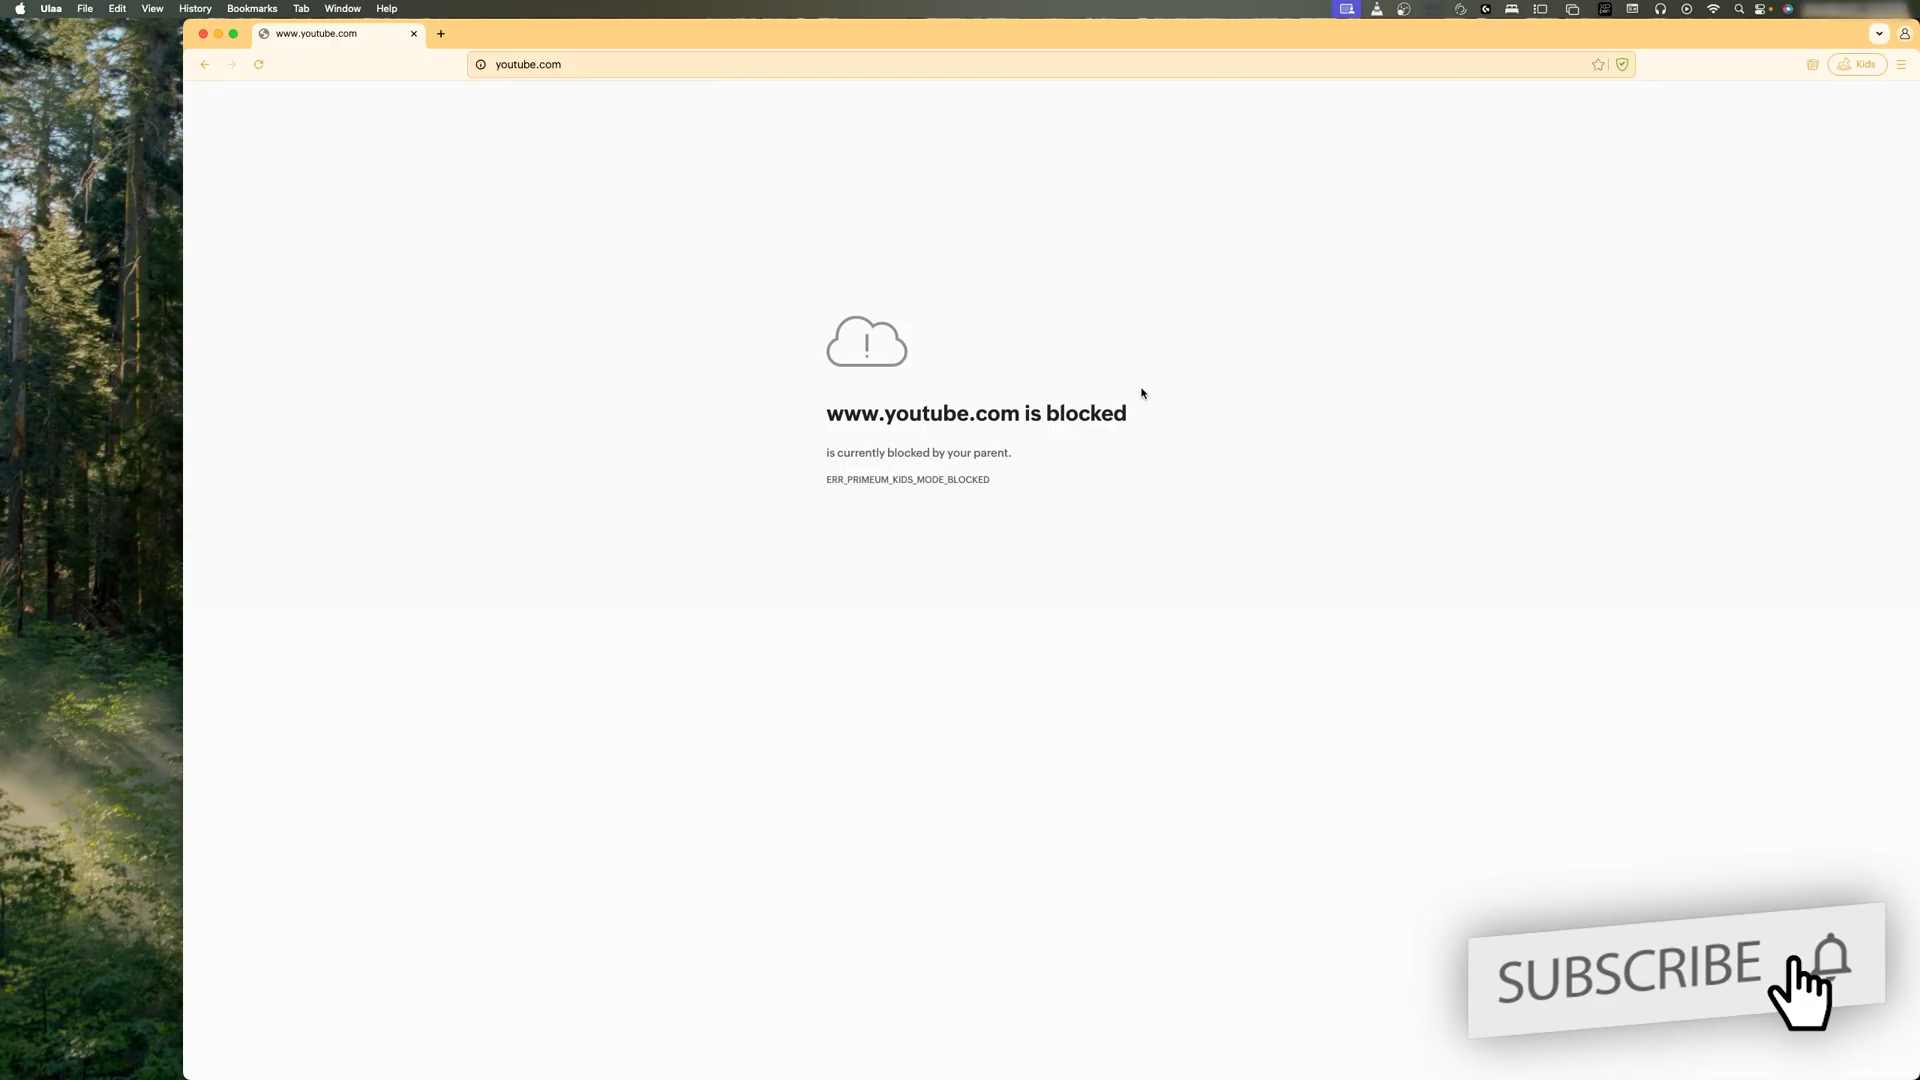 Ulaa File Edit View History Bookmarks Tab Window Help
www.youtube.com
youtube.com
Kids
www.youtube.com is blocked
is currently blocked by your parent.
ERR_PRIMEUM_KIDS_MODE_BLOCKED
SUBSCRIBE